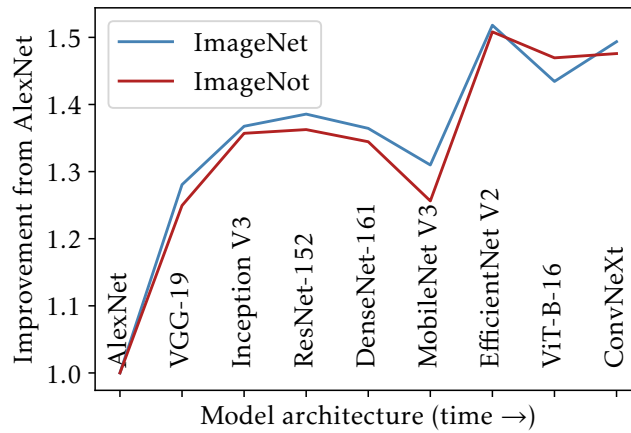 Improvement from AlexNet
1.5
1.4
1.3
1.2
1.1
1.0
ImageNet
ImageNot
AlexNet
VGG-19
Inception V3
ResNet-152
DenseNet-161
MobileNet V3
EfficientNet V2
ViT-B-16
ConvNeXt
Model architecture (time →)